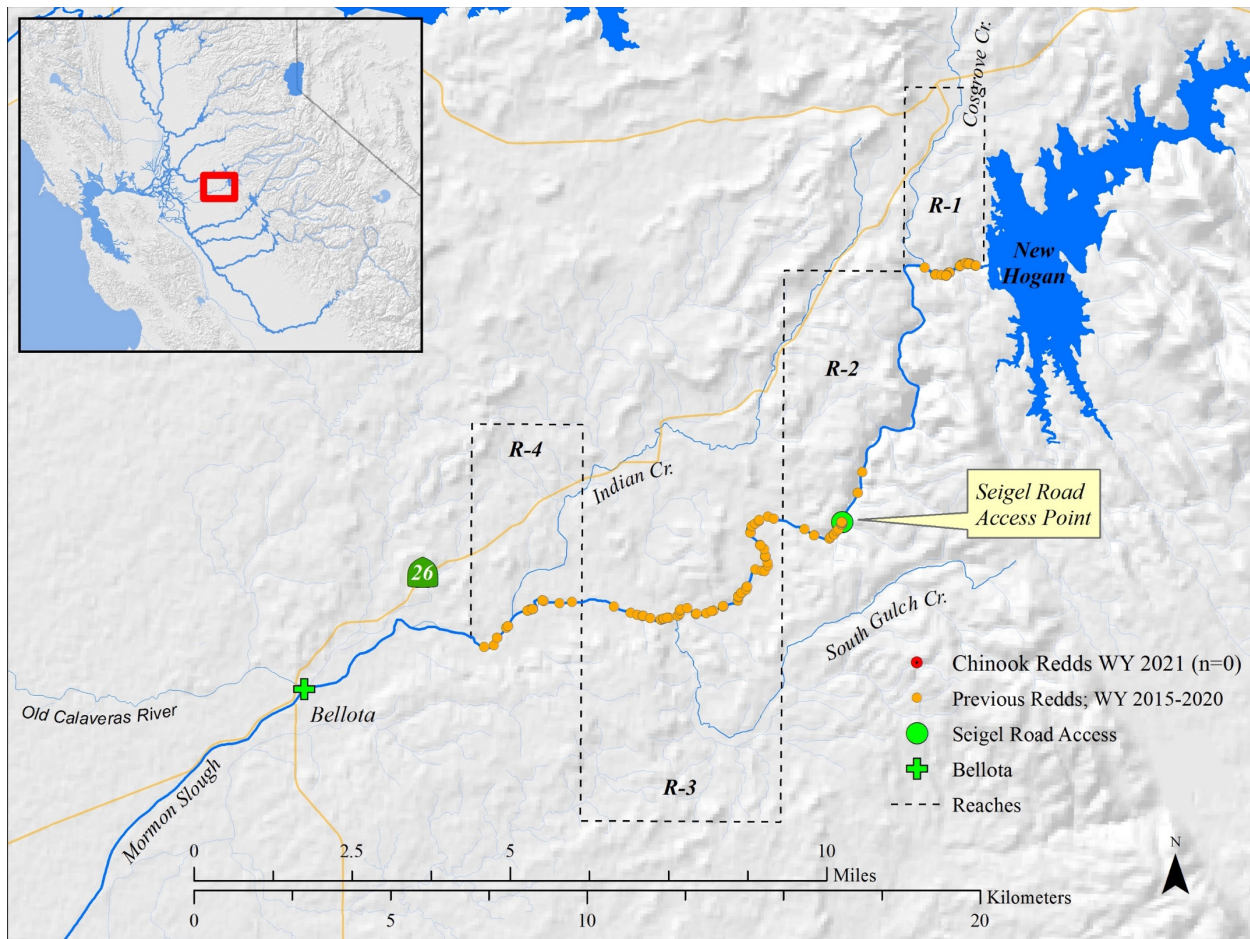 Cosgrove Cr.
R-1
New
Hogan
R-2
R-4
Indian Cr.
Seigel Road
Access Point
26
South Gulch Cr.
R-3
Old Calaveras River
Bellota
Mormon Slough
Chinook Redds WY 2021 (n=0)
Previous Redds; WY 2015-2020
Seigel Road Access
Bellota
Reaches
N
0 2.5 5 10
Miles
Kilometers
0 5 10 20